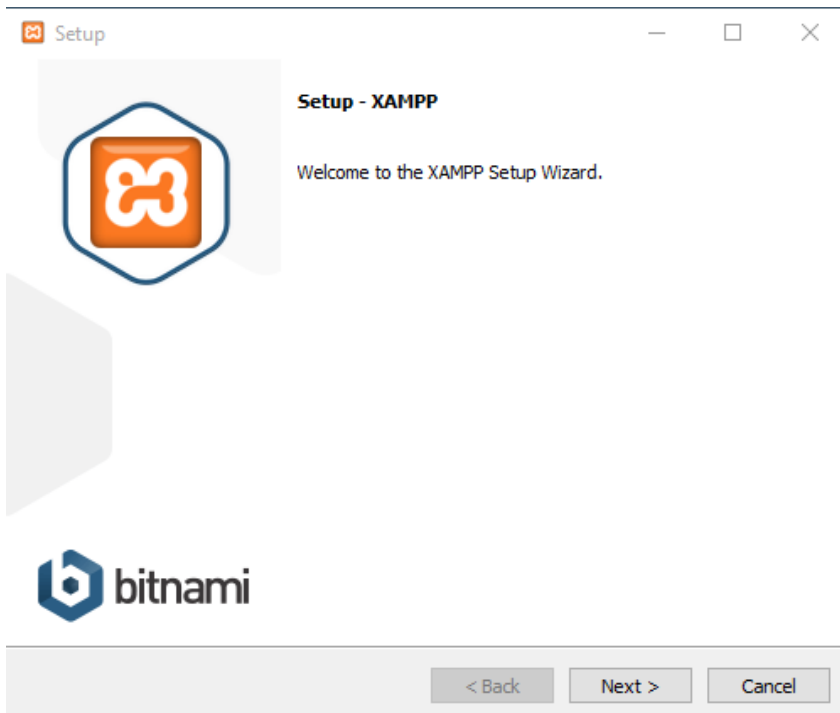 Setup
Setup - XAMPP
Welcome to the XAMPP Setup Wizard.
bitnami
< Back Next > Cancel